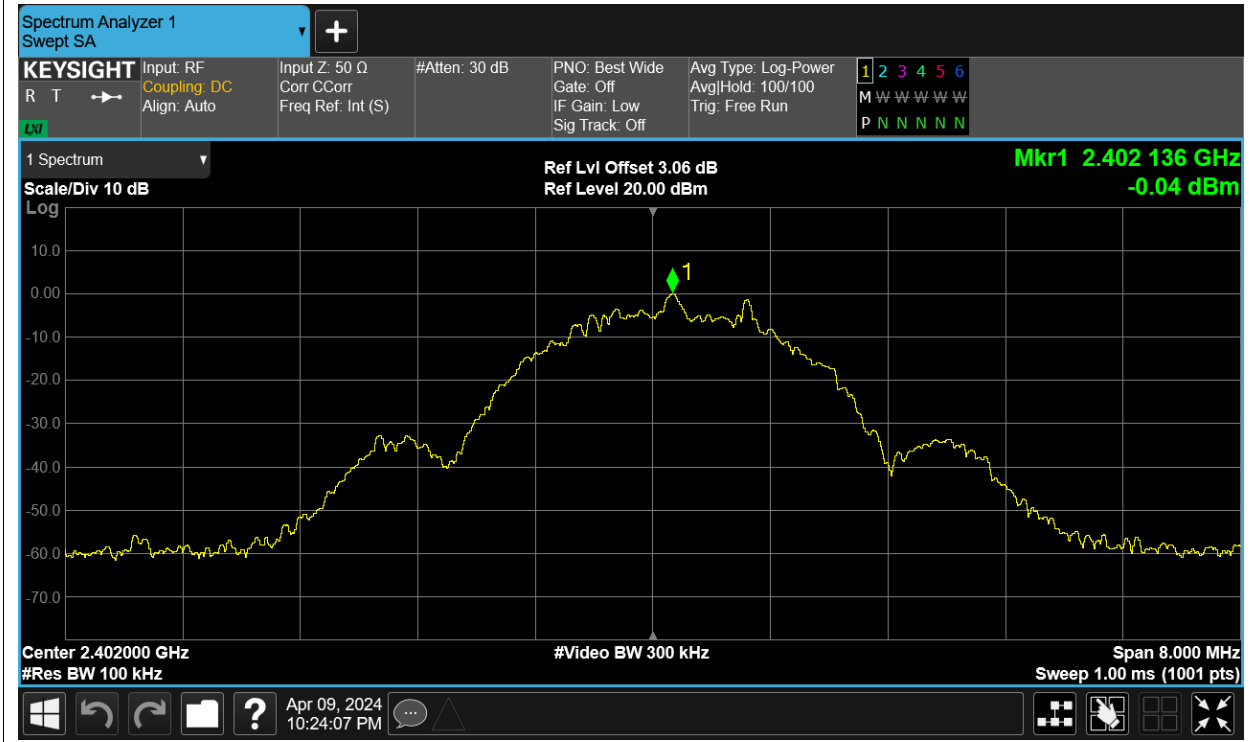 Spectrum Analyzer 1
Swept SA
+
KEYSIGHT
R T
LXI
Input: RF
Coupling: DC
Align: Auto
Input Z: 50 Ω
Corr CCorr
Freq Ref: Int (S)
#Atten: 30 dB
PNO: Best Wide
Gate: Off
IF Gain: Low
Sig Track: Off
Avg Type: Log-Power
Avg|Hold: 100/100
Trig: Free Run
1 2 3 4 5 6
M W W W W W W
P N N N N N N
1 Spectrum
Scale/Div 10 dB
Log
Ref Lvl Offset 3.06 dB
Ref Level 20.00 dBm
Mkr1 2.402 136 GHz
-0.04 dBm
1
10.0
0.00
-10.0
-20.0
-30.0
-40.0
-50.0
-60.0
-70.0
Center 2.402000 GHz
#Res BW 100 kHz
#Video BW 300 kHz
Span 8.000 MHz
Sweep 1.00 ms (1001 pts)
?
Apr 09, 2024
10:24:07 PM